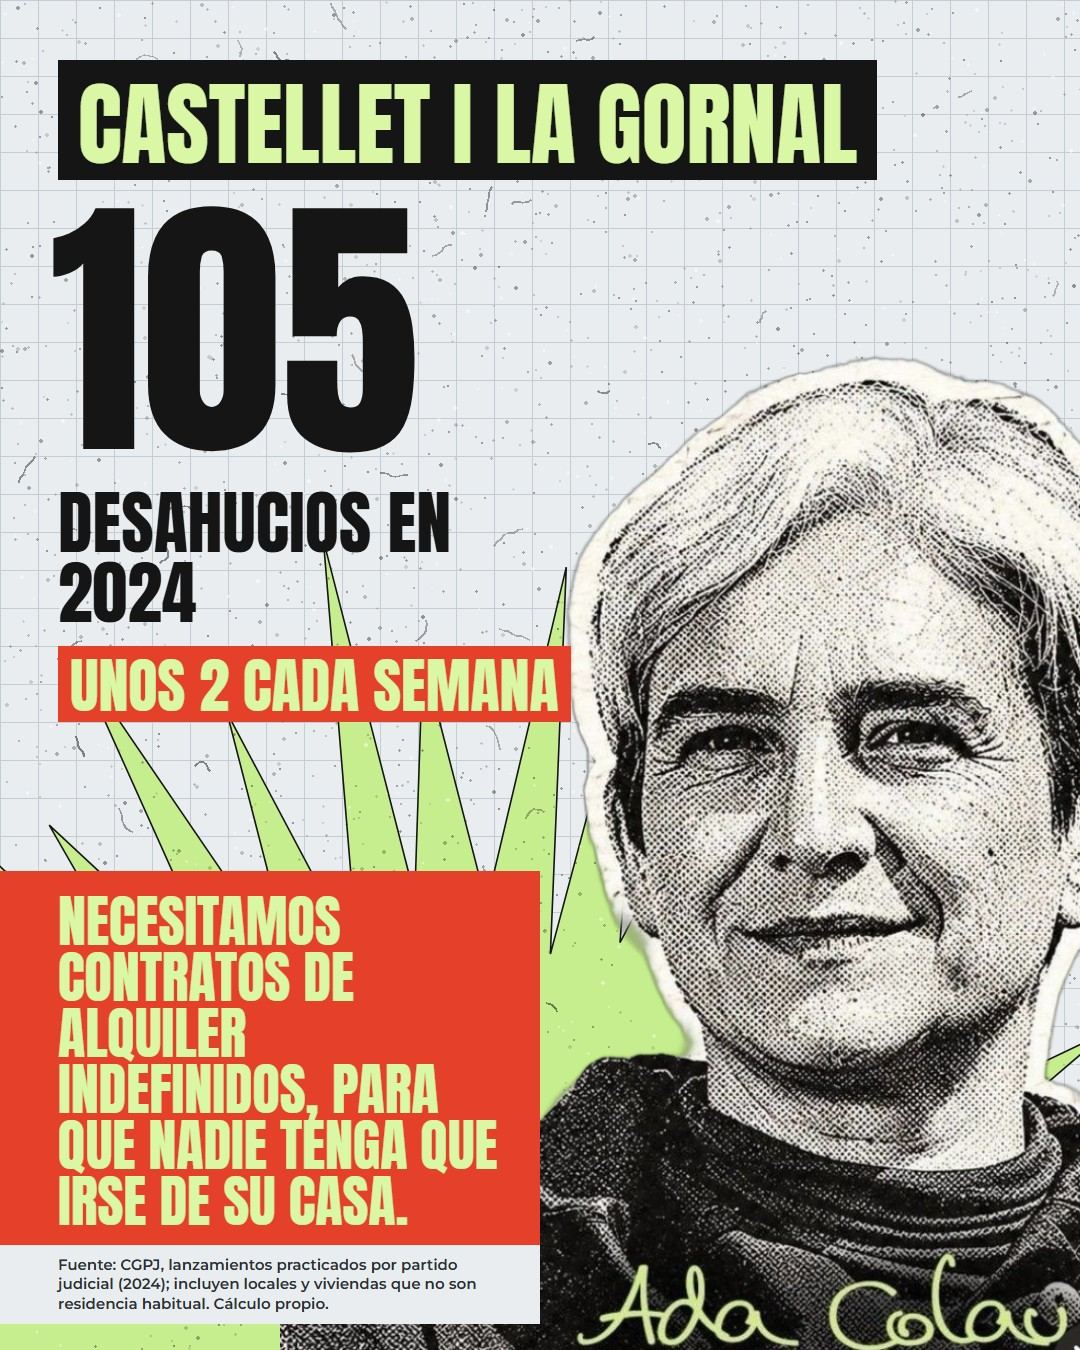 CASTELLET I LA GORNAL
105
DESAHUCIOS EN
2024
UNOS 2 CADA SEMANA
NECESITAMOS
CONTRATOS DE
ALQUILER
INDEFINIDOS, PARA
QUE NADIE TENGA QUE
IRSE DE SU CASA.
Fuente: CGPJ, lanzamientos practicados por partido
judicial (2024); incluyen locales y viviendas que no son
residencia habitual. Cálculo propio.
Ada Colau